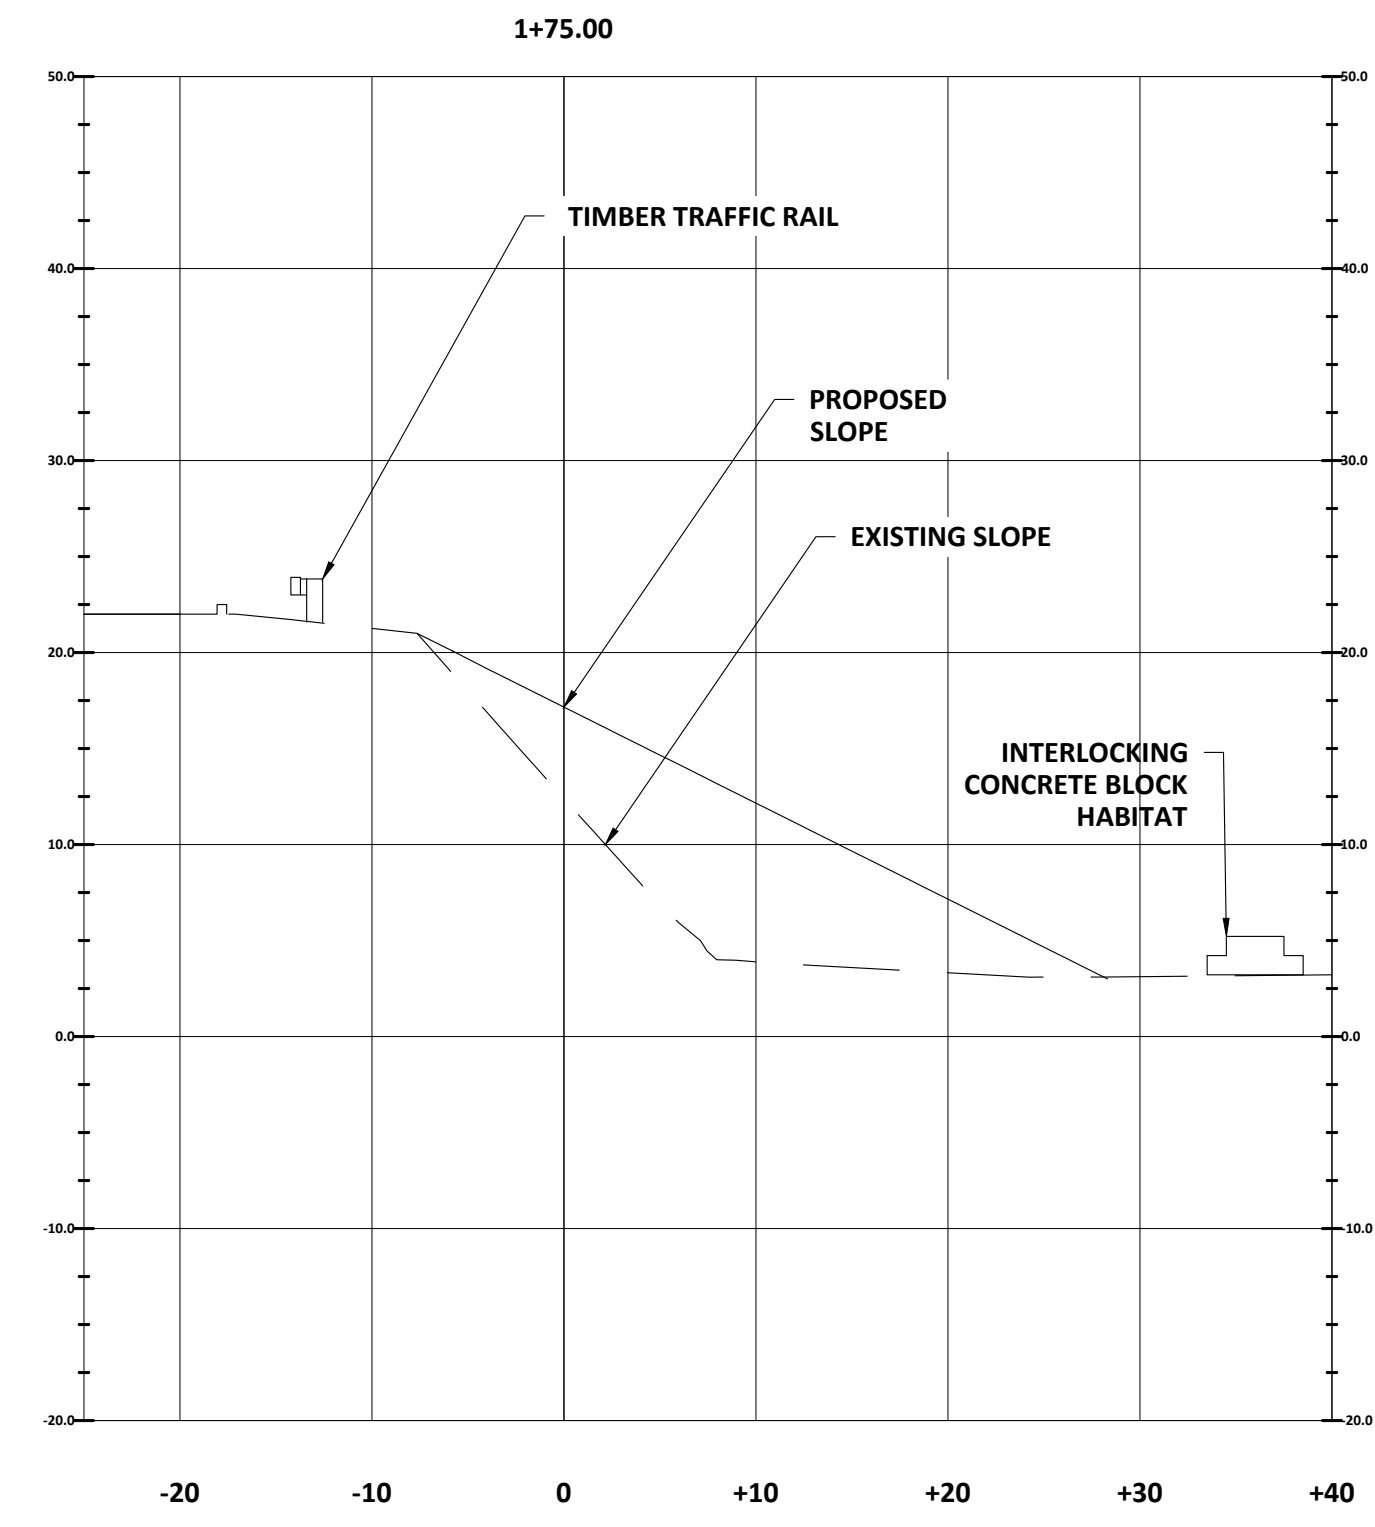 1+75.00
50.0 50.0
TIMBER TRAFFIC RAIL
40.0 40.0
PROPOSED
SLOPE
30.0 30.0
EXISTING SLOPE
20.0 20.0
INTERLOCKING
CONCRETE BLOCK
HABITAT
10.0 10.0
0.0 0.0
-10.0 -10.0
-20.0 -20.0
-20 -10 0 +10 +20 +30 +40